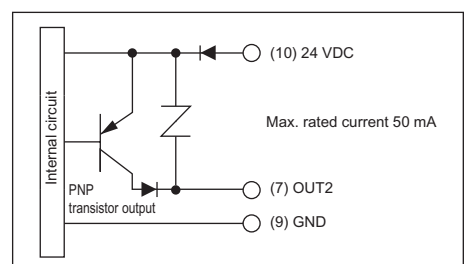 (10) 24 VDC
Internal circuit
Max. rated current 50 mA
PNP
transistor output
(7) OUT2
(9) GND